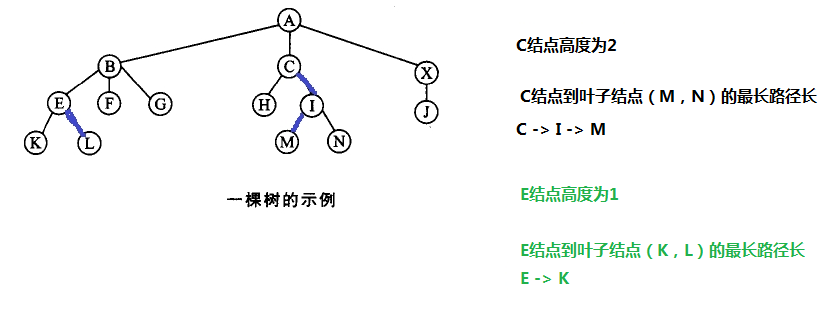 A
B
C
X
E
F
G
H
I
J
K
L
M
N
一棵树的示例
C结点高度为2
C结点到叶子结点（M，N）的最长路径长
C -> I -> M
E结点高度为1
E结点到叶子结点（K，L）的最长路径长
E -> K